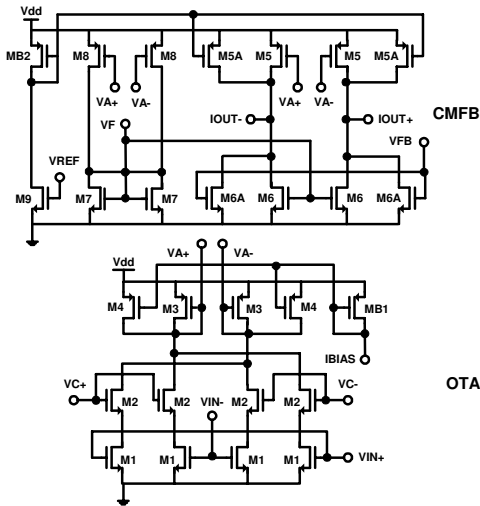 Vdd
MB2 M8 M8 M5A M5 M5 M5A
VA+ VA- VA+ VA-
CMFB
VF IOUT- IOUT+
VREF VFB
M9 M7 M7 M6A M6 M6 M6A
VA+ VA-
Vdd
M4 M3 M3 M4 MB1
IBIAS
OTA
VC+ M2 M2 VIN- M2 M2 VC-
M1 M1 M1 M1 VIN+